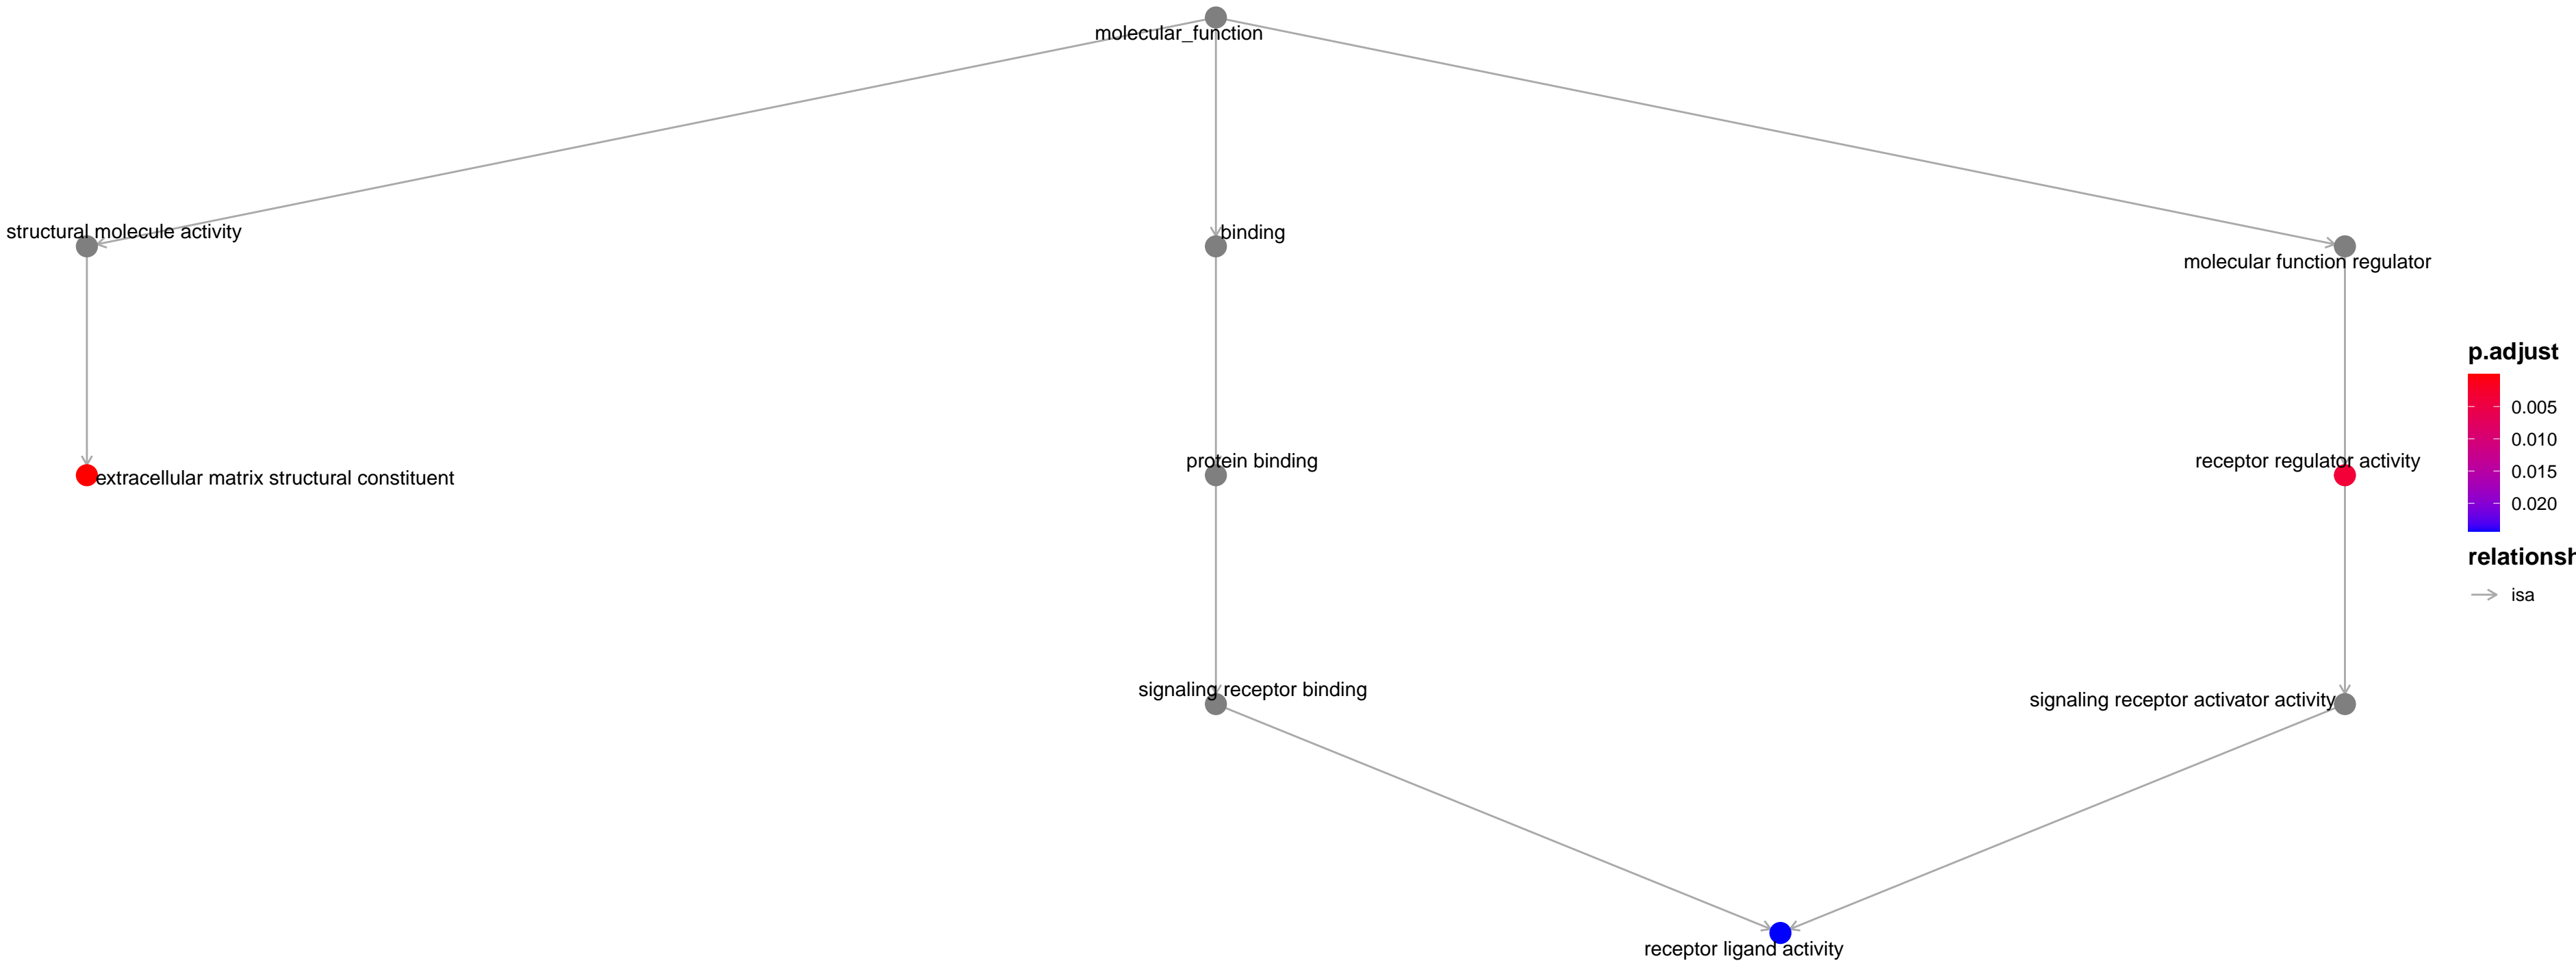 molecular_function
structural molecule activity
binding
molecular function regulator
p.adjust
0.005
0.010
0.015
0.020
relationsh
isa
extracellular matrix structural constituent
protein binding
receptor regulator activity
signaling receptor binding
signaling receptor activator activity
receptor ligand activity